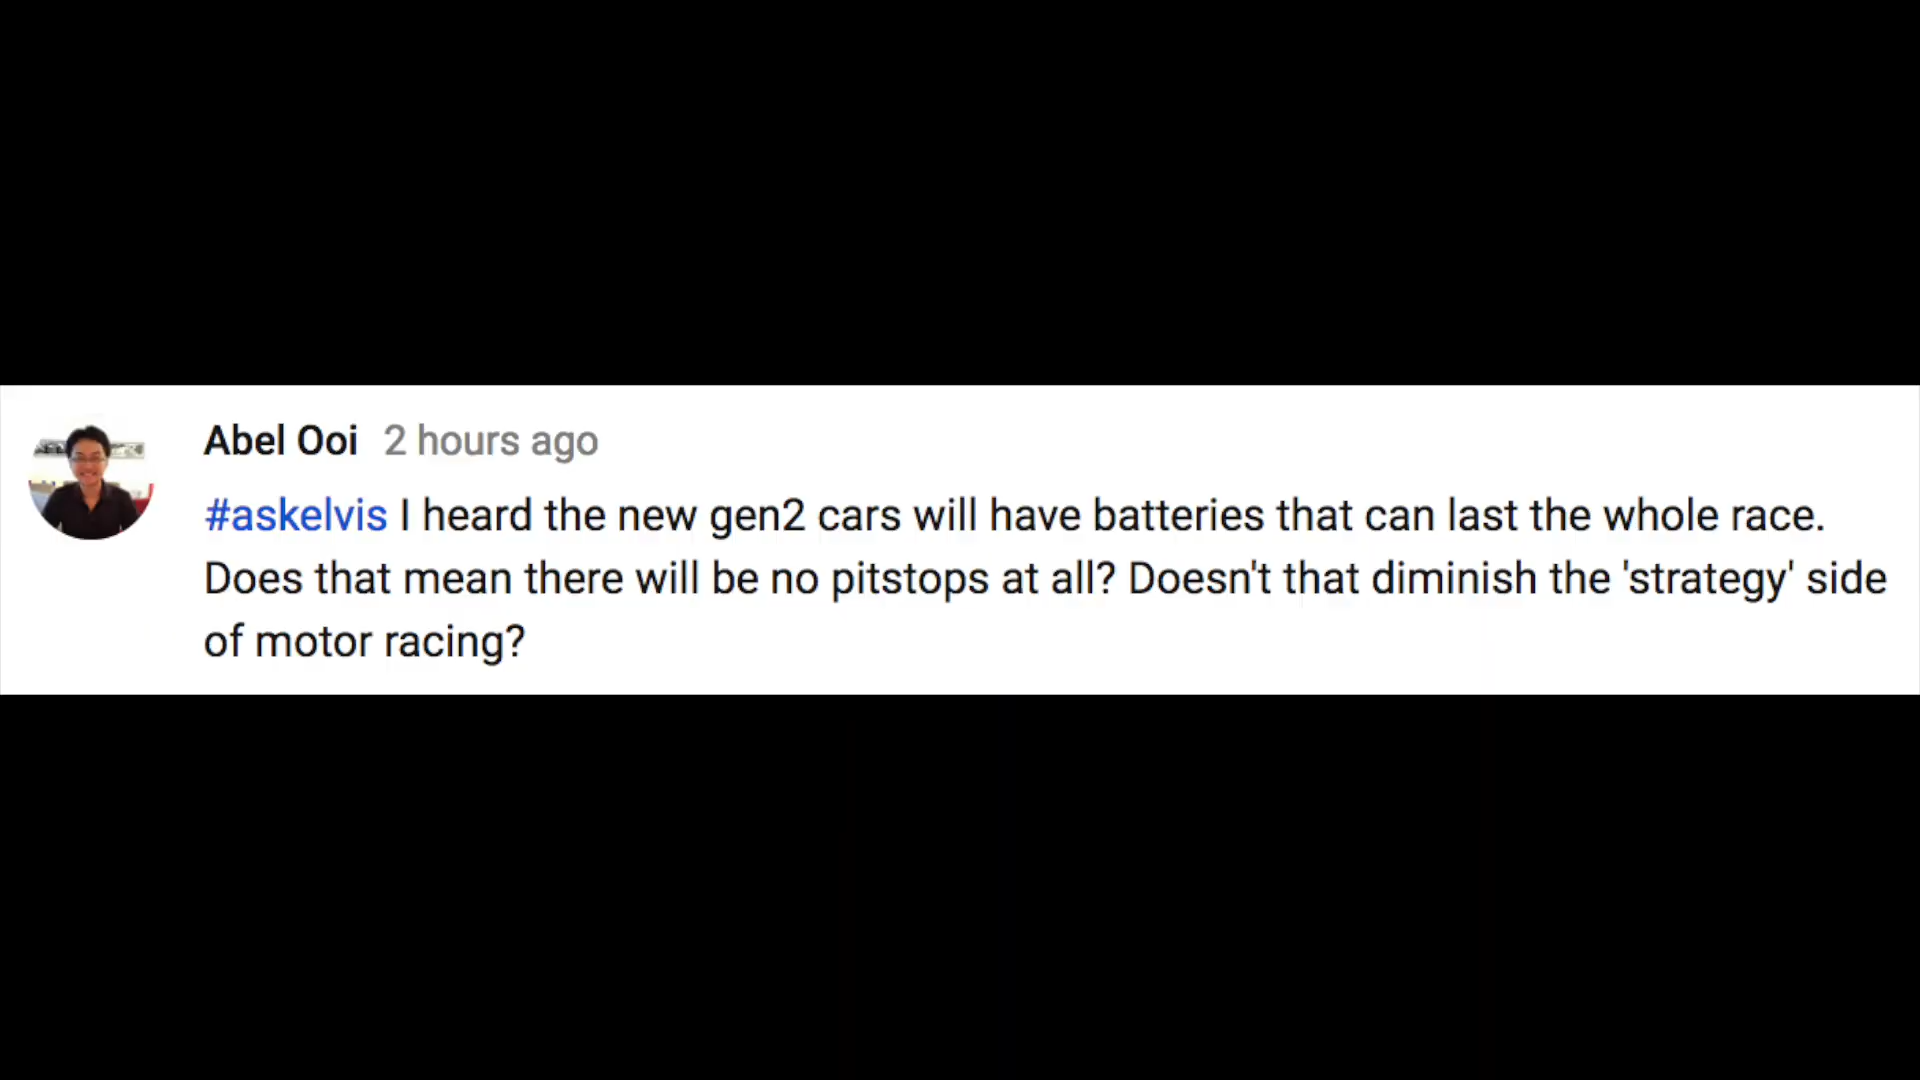 Abel Ooi 2 hours ago
#askelvis I heard the new gen2 cars will have batteries that can last the whole race.
Does that mean there will be no pitstops at all? Doesn't that diminish the 'strategy' side
of motor racing?